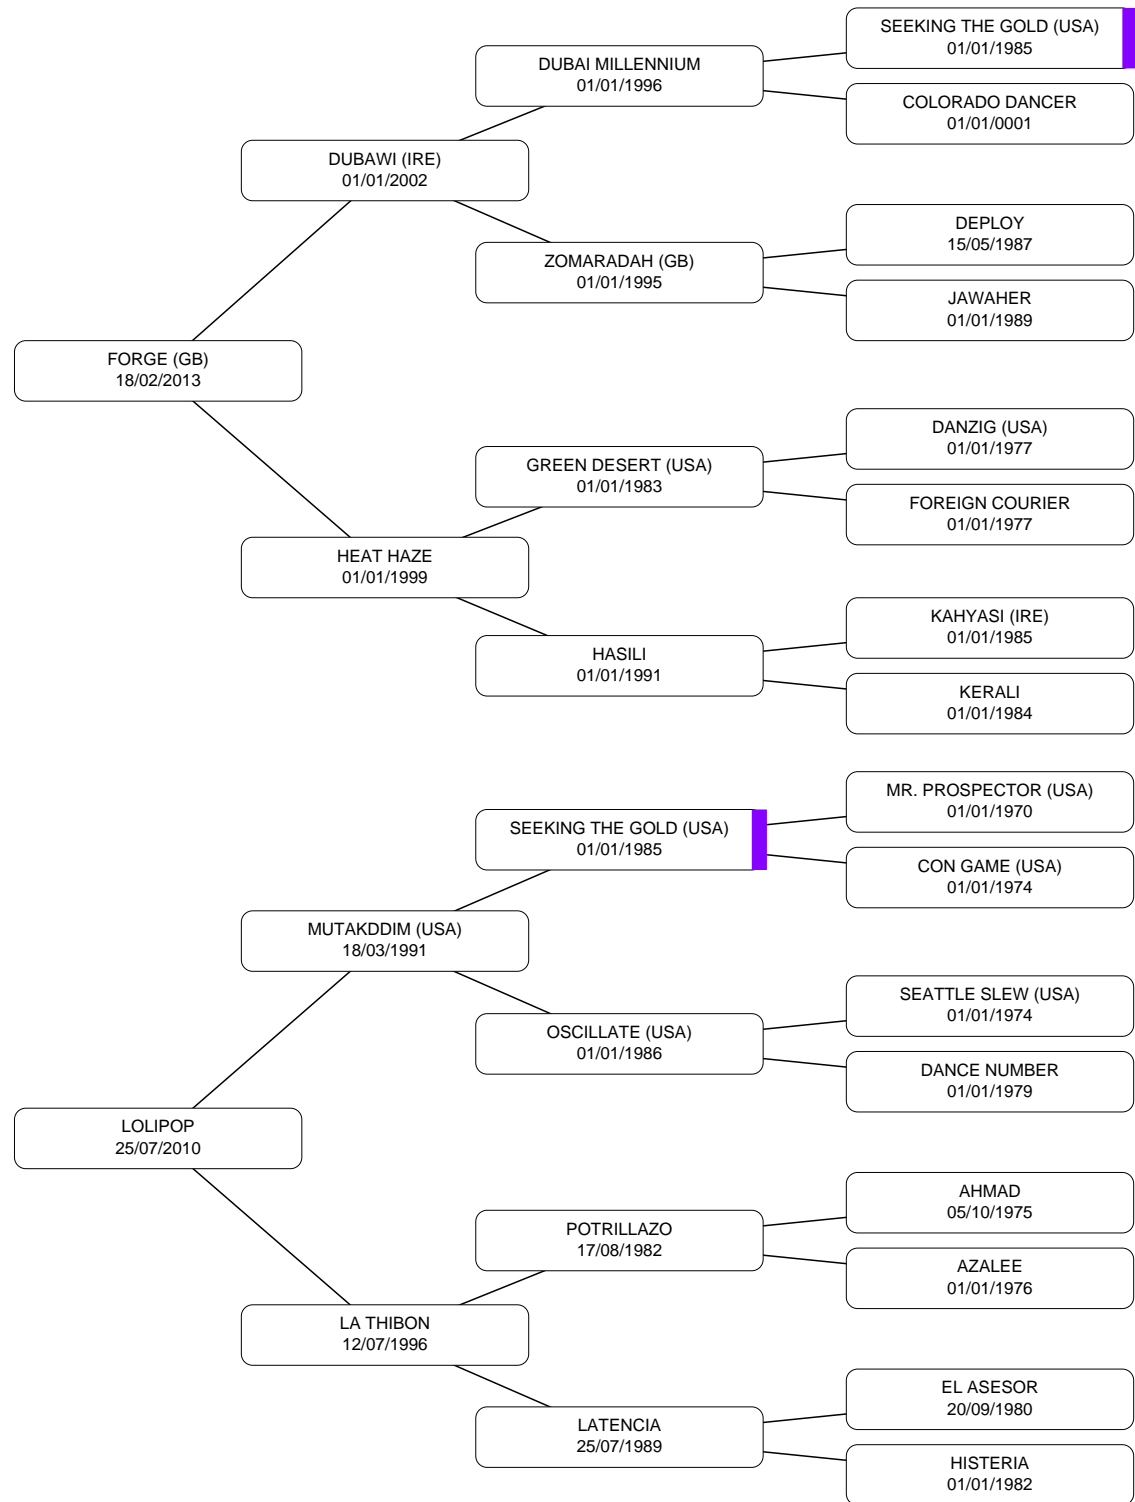 SEEKING THE GOLD (USA)
01/01/1985
DUBAI MILLENNIUM
01/01/1996
COLORADO DANCER
01/01/0001
DUBAWI (IRE)
01/01/2002
DEPLOY
15/05/1987
ZOMARADAH (GB)
01/01/1995
JAWAHER
01/01/1989
FORGE (GB)
18/02/2013
DANZIG (USA)
01/01/1977
GREEN DESERT (USA)
01/01/1983
FOREIGN COURIER
01/01/1977
HEAT HAZE
01/01/1999
KAHYASI (IRE)
01/01/1985
HASILI
01/01/1991
KERALI
01/01/1984
MR. PROSPECTOR (USA)
01/01/1970
SEEKING THE GOLD (USA)
01/01/1985
CON GAME (USA)
01/01/1974
MUTAKDDIM (USA)
18/03/1991
SEATTLE SLEW (USA)
01/01/1974
OSCILLATE (USA)
01/01/1986
DANCE NUMBER
01/01/1979
LOLIPOP
25/07/2010
AHMAD
05/10/1975
POTRILLAZO
17/08/1982
AZALEE
01/01/1976
LA THIBON
12/07/1996
EL ASESOR
20/09/1980
LATENCIA
25/07/1989
HISTERIA
01/01/1982